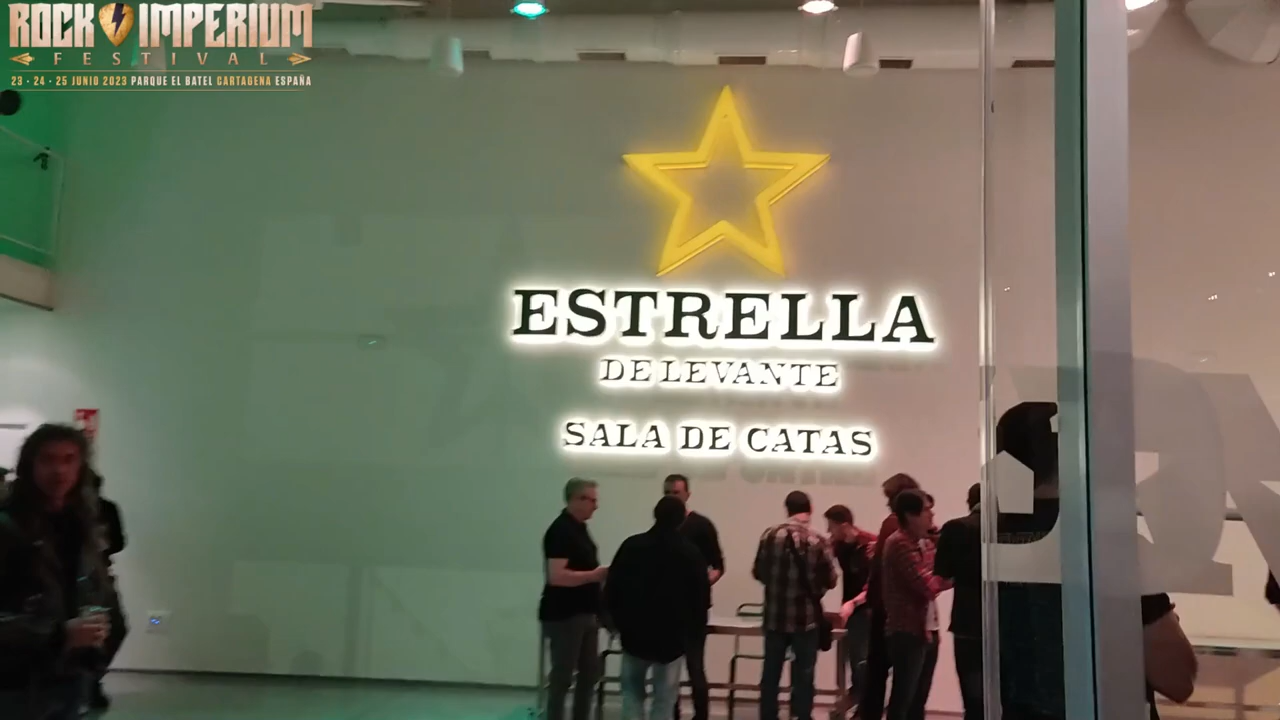 ROCK IMPERIUM
FESTIVAL
23 - 24 - 25 JUNIO 2023 PARQUE EL BATEL CARTAGENA ESPAÑA
ESTRELLA
DE LEVANTE
SALA DE CATAS